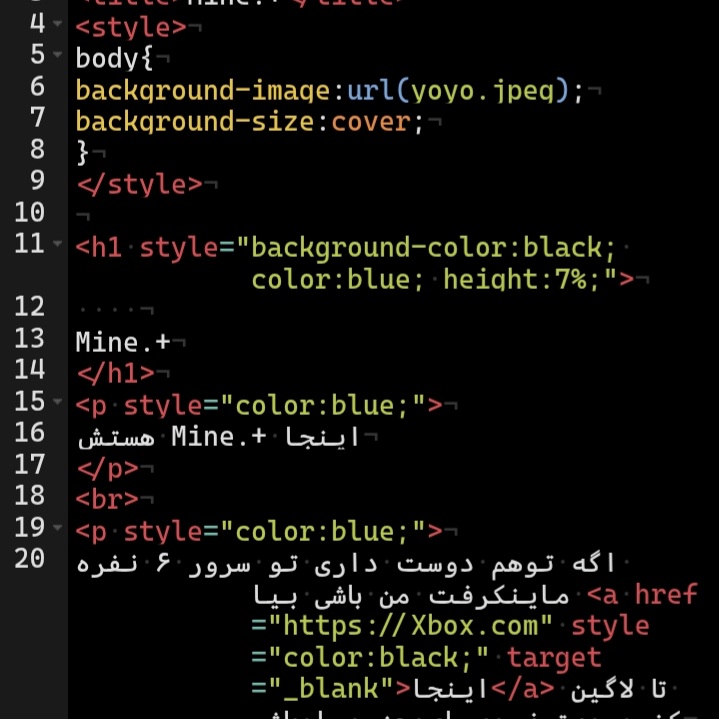 4 <style>
5 body{
6 background-image:url(yoyo.jpeg);
7 background-size:cover;
8 }
9 </style>
10
11 <h1 style="background-color:black;
color:blue; height:7%;">
12
13 Mine.+
14 </h1>
15 <p style="color:blue;">
16 اینجا Mine.+ هستش
17 </p>
18 <br>
19 <p style="color:blue;">
20 اگه توهم دوست داری تو سرور ۶ نفره
ماینکرفت من باشی بیا <a href
="https://Xbox.com" style
="color:black;" target
="_blank">اینجا</a> تا لاگین